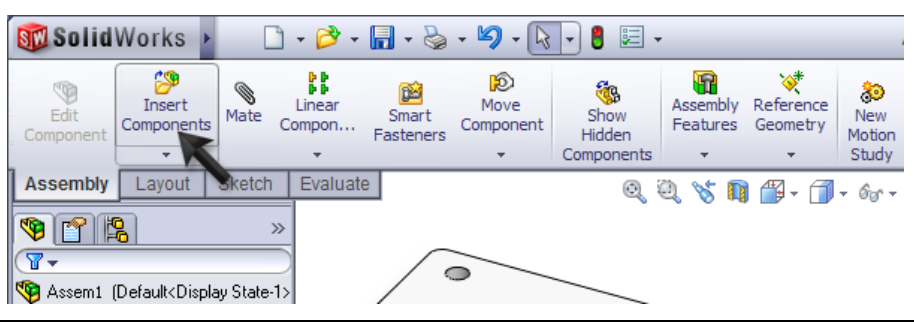 SW SolidWorks
Edit Component
Insert Components
Mate
Linear Compon...
Smart Fasteners
Move Component
Show Hidden Components
Assembly Features
Reference Geometry
New Motion Study
Assembly Layout Sketch Evaluate
»
Assem1 (Default<Display State-1>